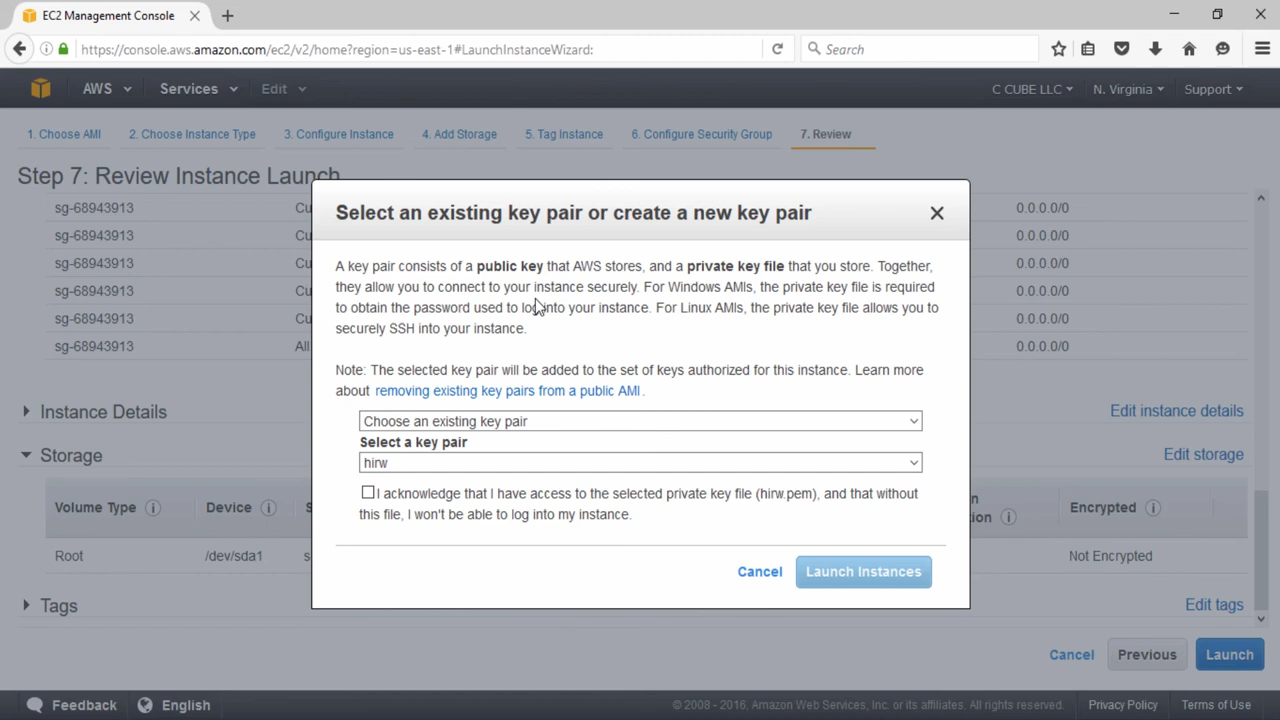 EC2 Management Console
https://console.aws.amazon.com/ec2/v2/home?region=us-east-1#LaunchInstanceWizard:
Search
AWS Services Edit C CUBE LLC N. Virginia Support
1. Choose AMI 2. Choose Instance Type 3. Configure Instance 4. Add Storage 5. Tag Instance 6. Configure Security Group 7. Review
Step 7: Review Instance Launch
sg-68943913 Cu 0.0.0.0/0
sg-68943913 Cu 0.0.0.0/0
sg-68943913 Cu 0.0.0.0/0
sg-68943913 Cu 0.0.0.0/0
sg-68943913 Cu 0.0.0.0/0
sg-68943913 All 0.0.0.0/0
Select an existing key pair or create a new key pair
A key pair consists of a public key that AWS stores, and a private key file that you store. Together,
they allow you to connect to your instance securely. For Windows AMIs, the private key file is required
to obtain the password used to log into your instance. For Linux AMIs, the private key file allows you to
securely SSH into your instance.
Note: The selected key pair will be added to the set of keys authorized for this instance. Learn more
about removing existing key pairs from a public AMI.
Choose an existing key pair
Select a key pair
hirw
I acknowledge that I have access to the selected private key file (hirw.pem), and that without
this file, I won't be able to log into my instance.
Cancel Launch Instances
Instance Details Edit instance details
Storage Edit storage
Volume Type Device Encrypted
Root /dev/sda1 Not Encrypted
Tags Edit tags
Cancel Previous Launch
Feedback English © 2008 - 2016, Amazon Web Services, Inc. or its affiliates. All rights reserved. Privacy Policy Terms of Use